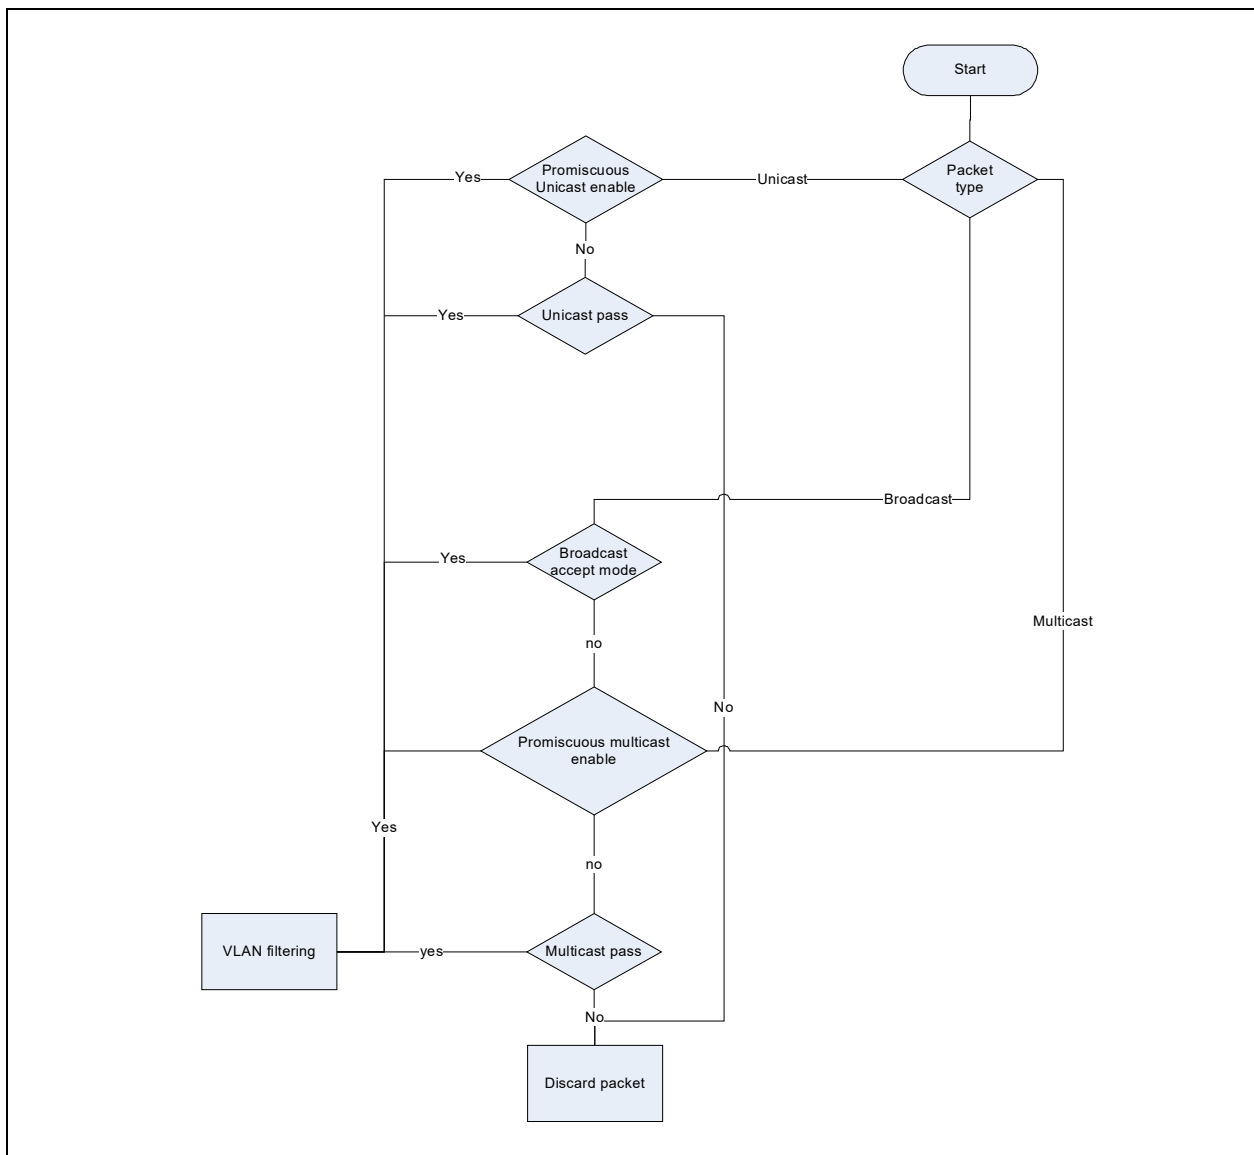 Start
Promiscuous
Unicast enable
Yes
Unicast
Packet
type
No
Unicast pass
Yes
Broadcast
Broadcast
accept mode
Yes
Multicast
no
No
Promiscuous multicast
enable
Yes
no
VLAN filtering
yes
Multicast pass
No
Discard packet